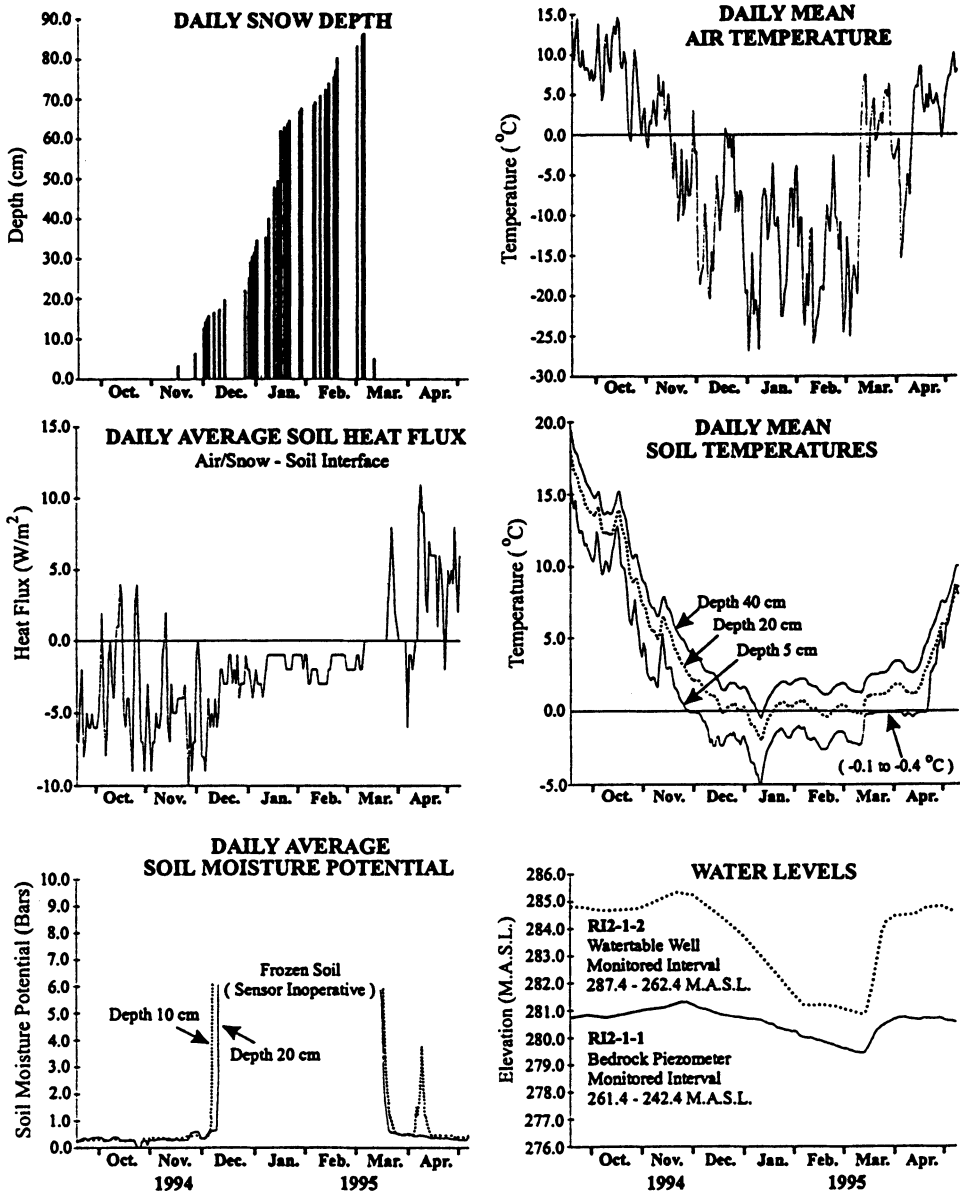 DAILY SNOW DEPTH
Depth (cm)
90.0
80.0
70.0
60.0
50.0
40.0
30.0
20.0
10.0
0.0
Oct. Nov. Dec. Jan. Feb. Mar. Apr.
DAILY MEAN
AIR TEMPERATURE
Temperature (°C)
15.0
10.0
5.0
0.0
-5.0
-10.0
-15.0
-20.0
-25.0
-30.0
Oct. Nov. Dec. Jan. Feb. Mar. Apr.
DAILY AVERAGE SOIL HEAT FLUX
Air/Snow - Soil Interface
Heat Flux (W/m²)
15.0
10.0
5.0
0.0
-5.0
-10.0
Oct. Nov. Dec. Jan. Feb. Mar. Apr.
DAILY MEAN
SOIL TEMPERATURES
Temperature (°C)
20.0
15.0
10.0
5.0
0.0
-5.0
Depth 40 cm
Depth 20 cm
Depth 5 cm
(-0.1 to -0.4 °C)
Oct. Nov. Dec. Jan. Feb. Mar. Apr.
DAILY AVERAGE
SOIL MOISTURE POTENTIAL
Soil Moisture Potential (Bars)
10.0
9.0
8.0
7.0
6.0
5.0
4.0
3.0
2.0
1.0
0.0
Frozen Soil
(Sensor Inoperative)
Depth 10 cm
Depth 20 cm
Oct. Nov. Dec. Jan. Feb. Mar. Apr.
1994 1995
WATER LEVELS
Elevation (M.A.S.L.)
286.0
285.0
284.0
283.0
282.0
281.0
280.0
279.0
278.0
277.0
276.0
RI2-1-2
Watertable Well
Monitored Interval
287.4 - 262.4 M.A.S.L.
RI2-1-1
Bedrock Piezometer
Monitored Interval
261.4 - 242.4 M.A.S.L.
Oct. Nov. Dec. Jan. Feb. Mar. Apr.
1994 1995